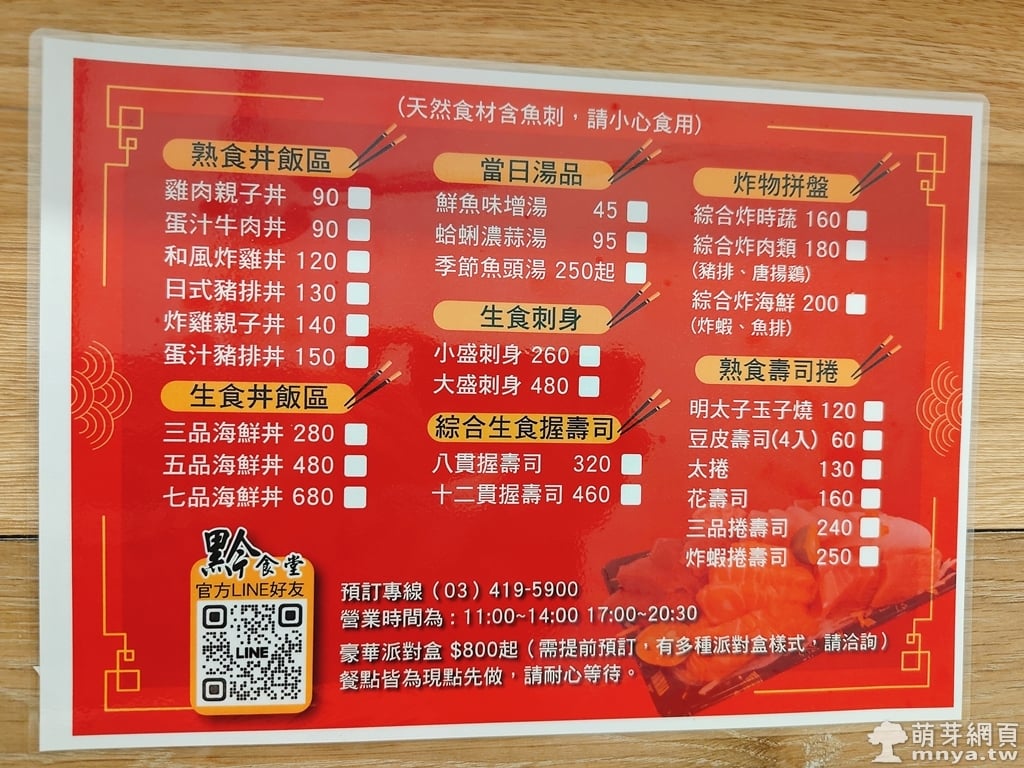 (天然食材含魚刺，請小心食用)
熟食丼飯區
雞肉親子丼 90
蛋汁牛肉丼 90
和風炸雞丼 120
日式豬排丼 130
炸雞親子丼 140
蛋汁豬排丼 150
生食丼飯區
三品海鮮丼 280
五品海鮮丼 480
七品海鮮丼 680
當日湯品
鮮魚味增湯 45
蛤蜊濃蒜湯 95
季節魚頭湯 250起
生食刺身
小盛刺身 260
大盛刺身 480
綜合生食握壽司
八貫握壽司 320
十二貫握壽司 460
炸物拼盤
綜合炸時蔬 160
綜合炸肉類 180
(豬排、唐揚鷄)
綜合炸海鮮 200
(炸蝦、魚排)
熟食壽司捲
明太子玉子燒 120
豆皮壽司(4入) 60
太捲 130
花壽司 160
三品捲壽司 240
炸蝦捲壽司 250
黔食堂
官方LINE好友
LINE
預訂專線（03）419-5900
營業時間為：11:00~14:00 17:00~20:30
豪華派對盒 $800起（需提前預訂，有多種派對盒樣式，請洽詢）
餐點皆為現點先做，請耐心等待。
萌芽網頁
mnya.tw